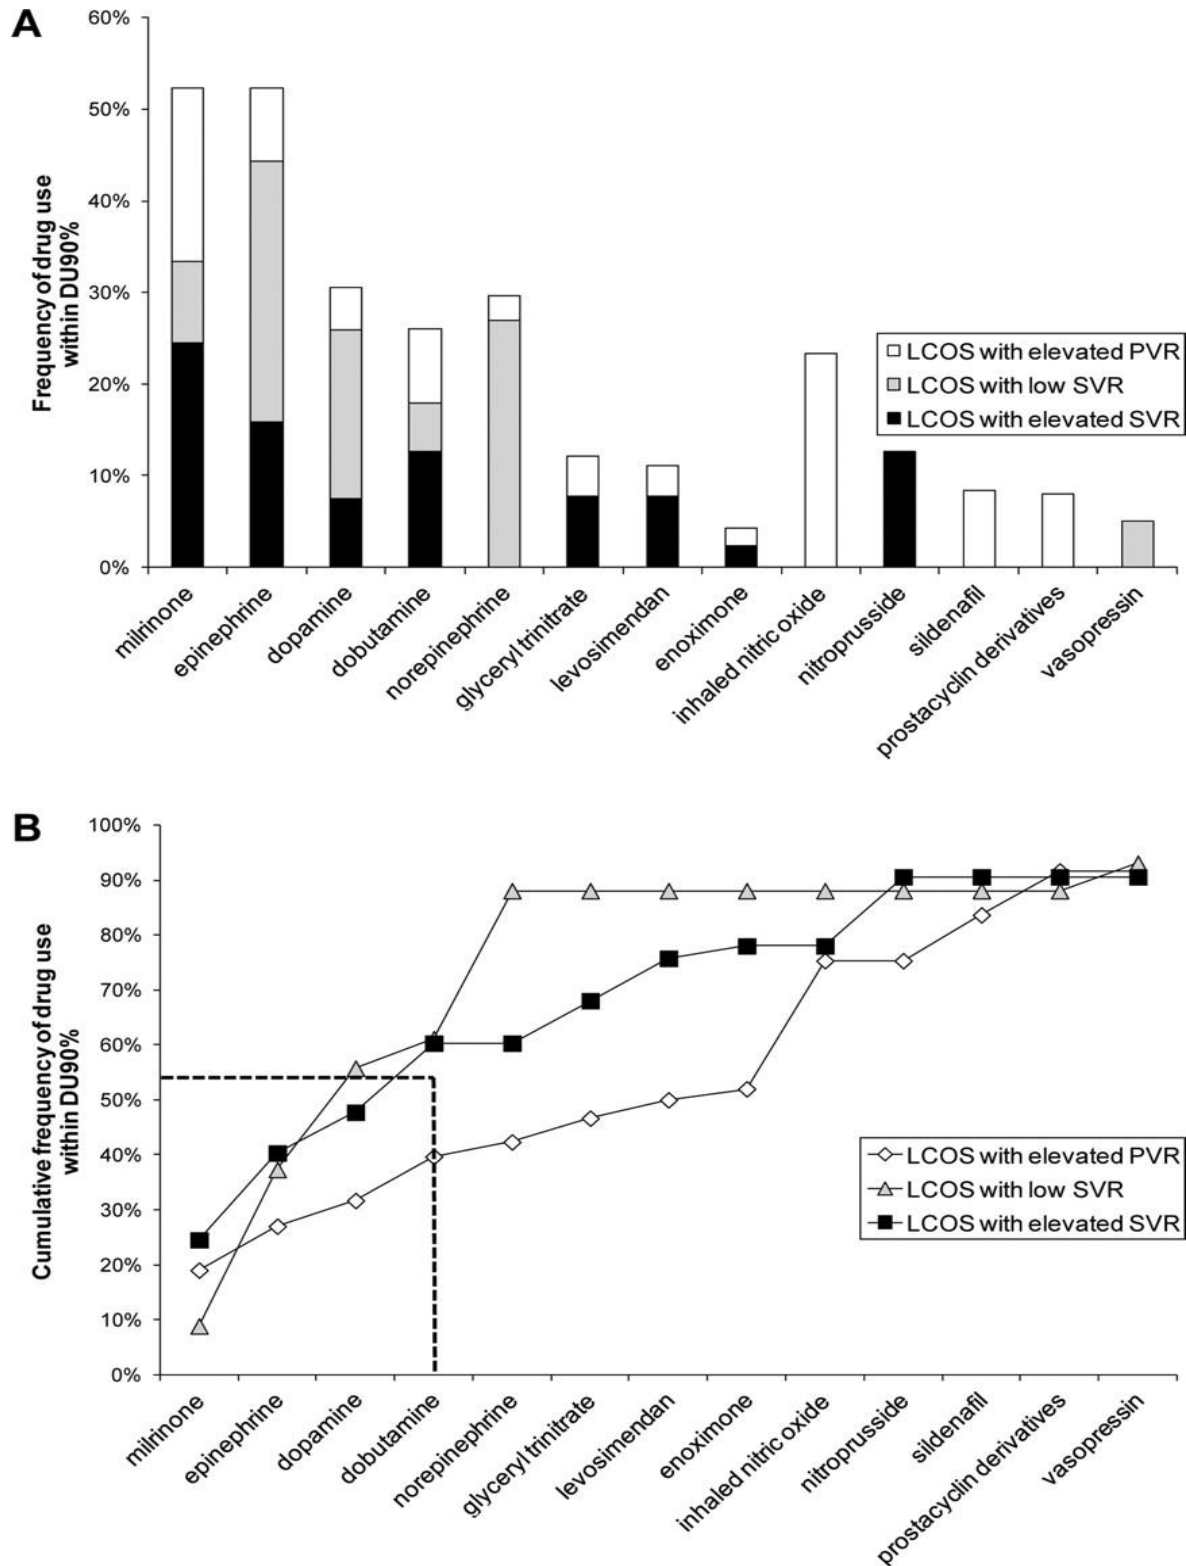 A
60%
50%
40%
30%
20%
10%
0%
Frequency of drug use
within DU90%
LCOS with elevated PVR
LCOS with low SVR
LCOS with elevated SVR
milrinone
epinephrine
dopamine
dobutamine
norepinephrine
glyceryl trinitrate
levosimendan
enoximone
inhaled nitric oxide
nitroprusside
sildenafil
prostacyclin derivatives
vasopressin
B
100%
90%
80%
70%
60%
50%
40%
30%
20%
10%
0%
Cumulative frequency of drug use
within DU90%
LCOS with elevated PVR
LCOS with low SVR
LCOS with elevated SVR
milrinone
epinephrine
dopamine
dobutamine
norepinephrine
glyceryl trinitrate
levosimendan
enoximone
inhaled nitric oxide
nitroprusside
sildenafil
prostacyclin derivatives
vasopressin